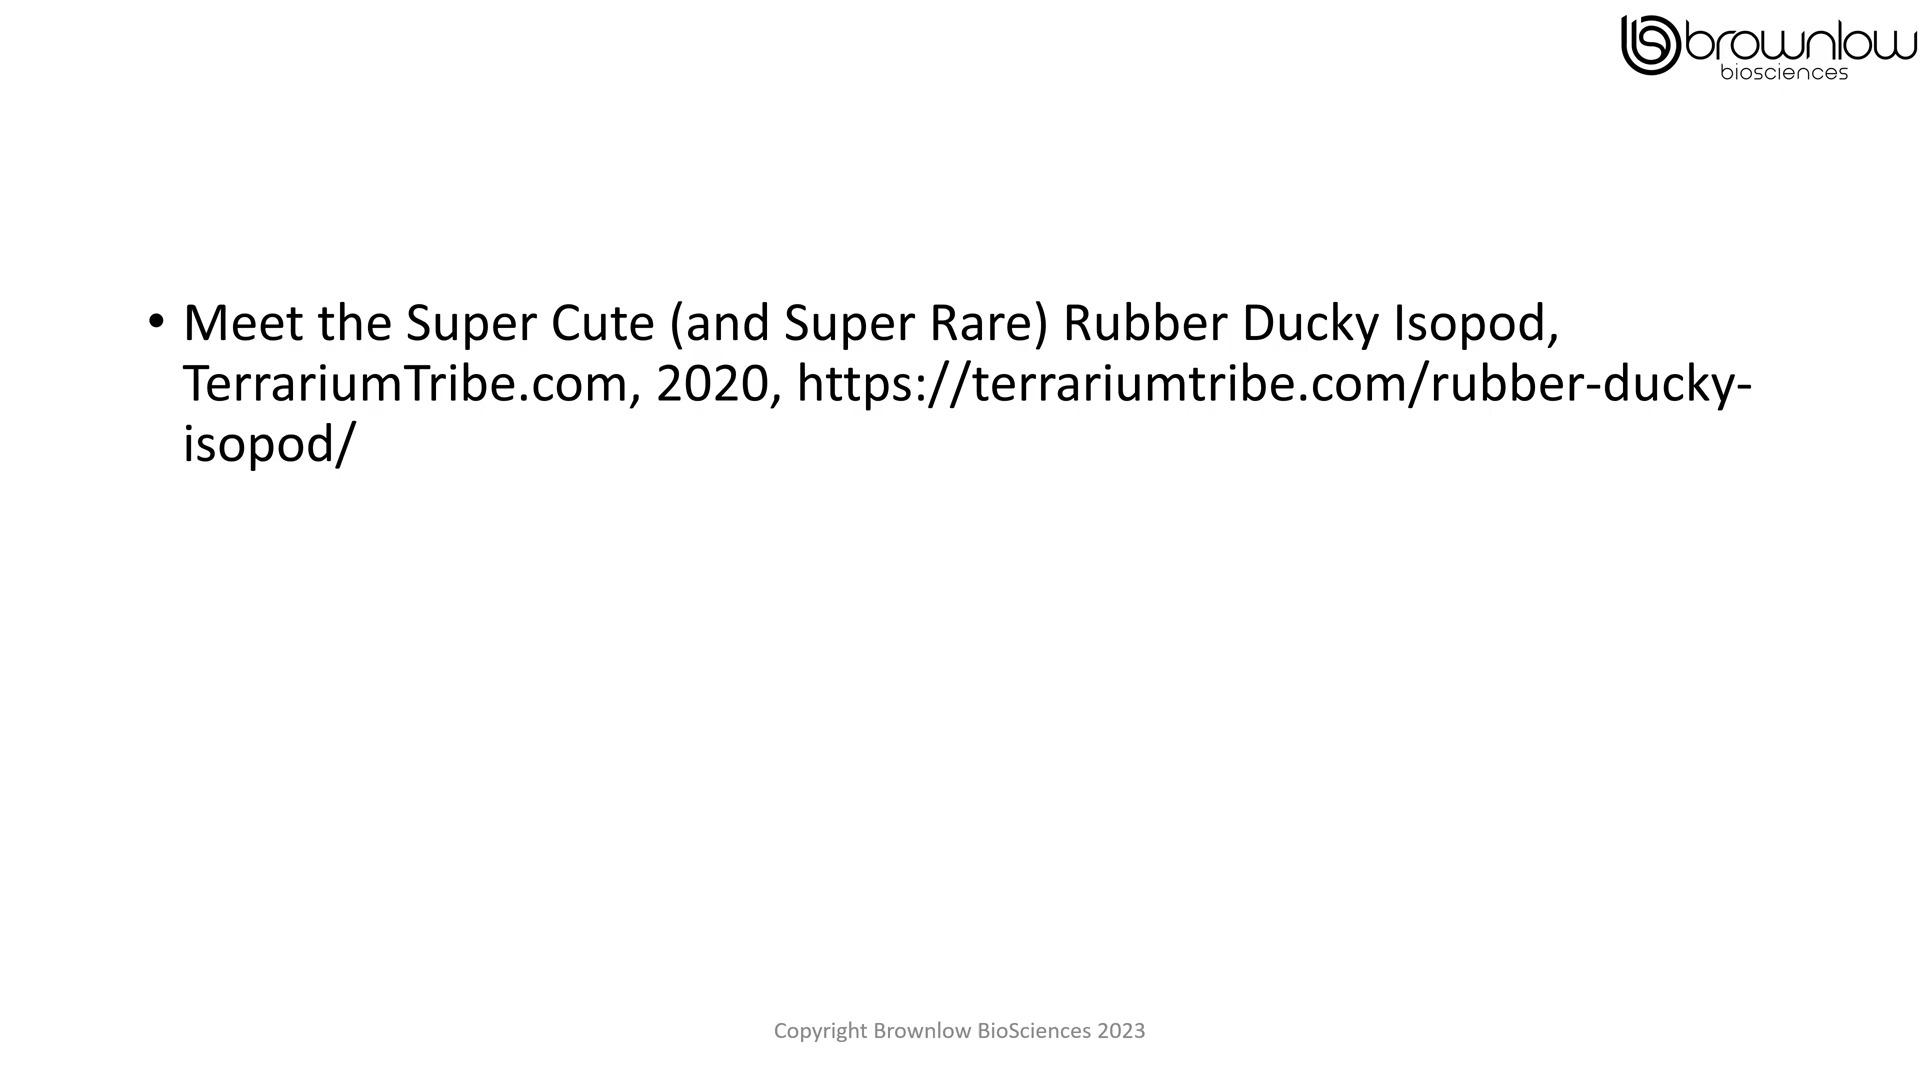 brownlow
biosciences
• Meet the Super Cute (and Super Rare) Rubber Ducky Isopod,
TerrariumTribe.com, 2020, https://terrariumtribe.com/rubber-ducky-
isopod/
Copyright Brownlow BioSciences 2023